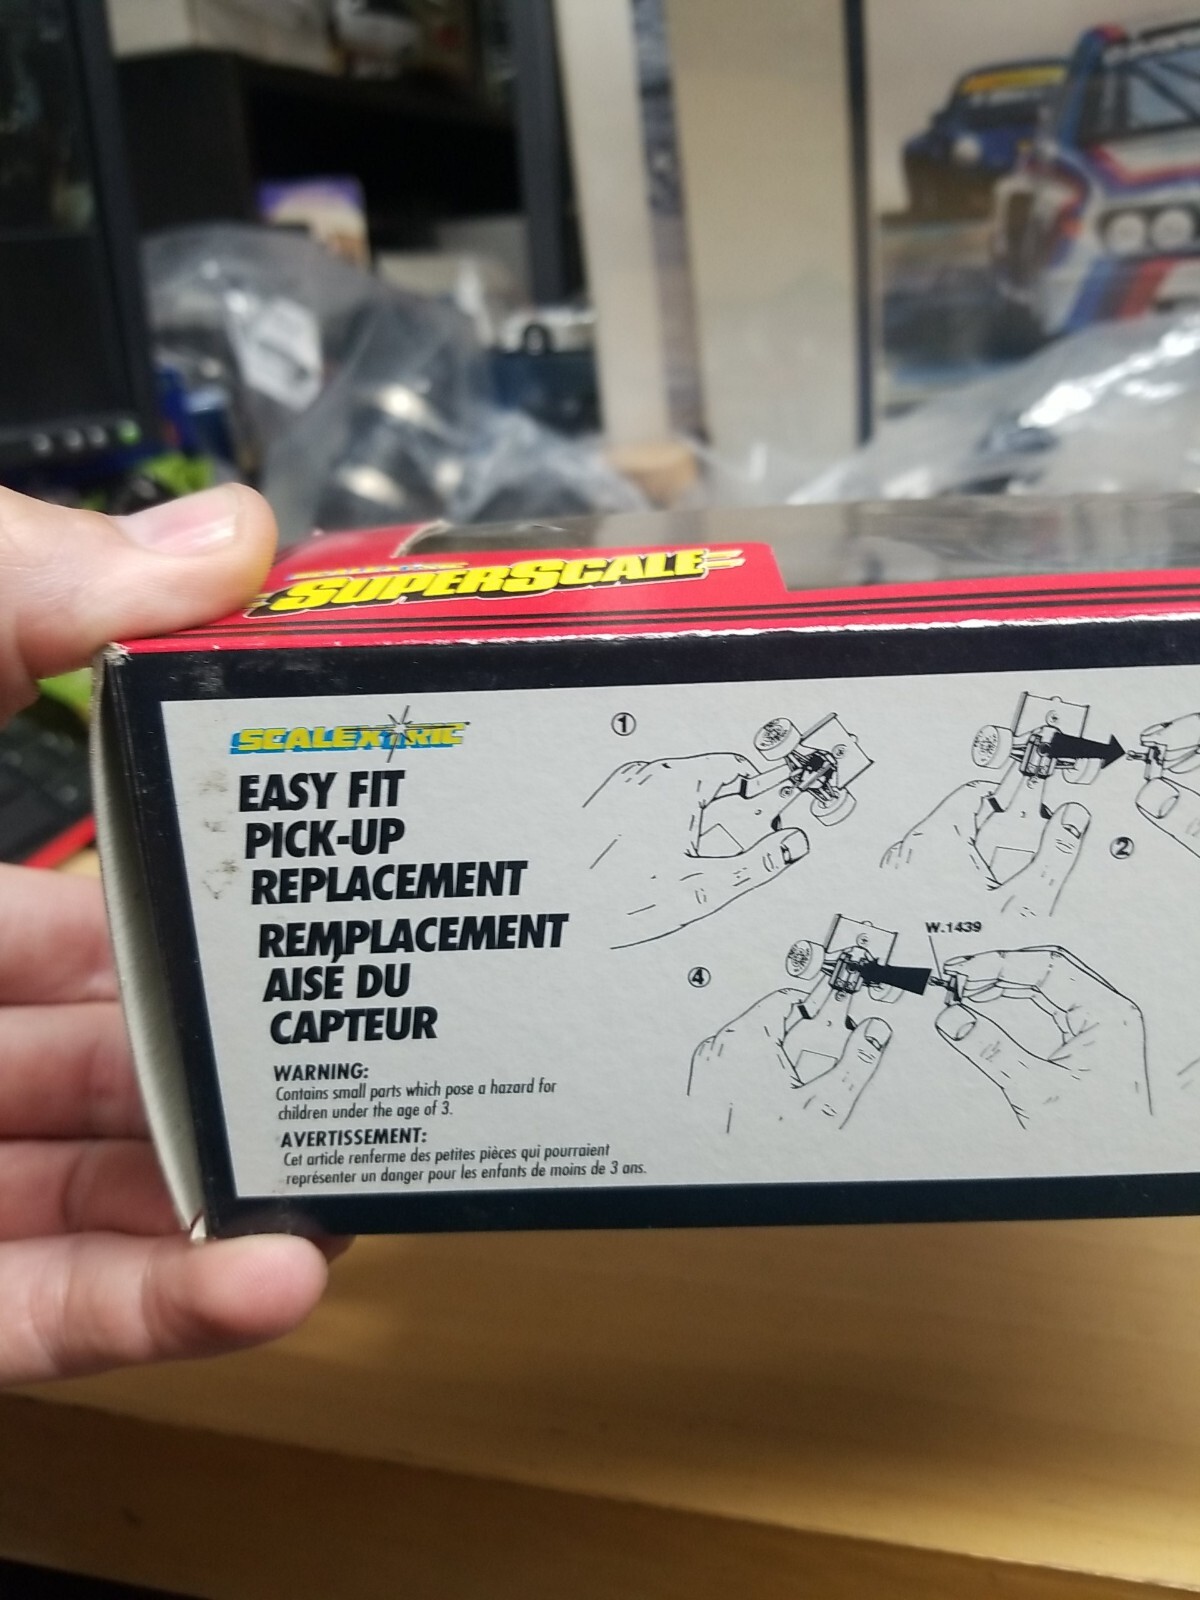 SUPERSCALE
SCALEXTRIC
EASY FIT
PICK-UP
REPLACEMENT
REMPLACEMENT
AISÉ DU
CAPTEUR
WARNING:
Contains small parts which pose a hazard for
children under the age of 3.
AVERTISSEMENT:
Cet article renferme des petites pièces qui pourraient
représenter un danger pour les enfants de moins de 3 ans.
1
2
4
W.1439